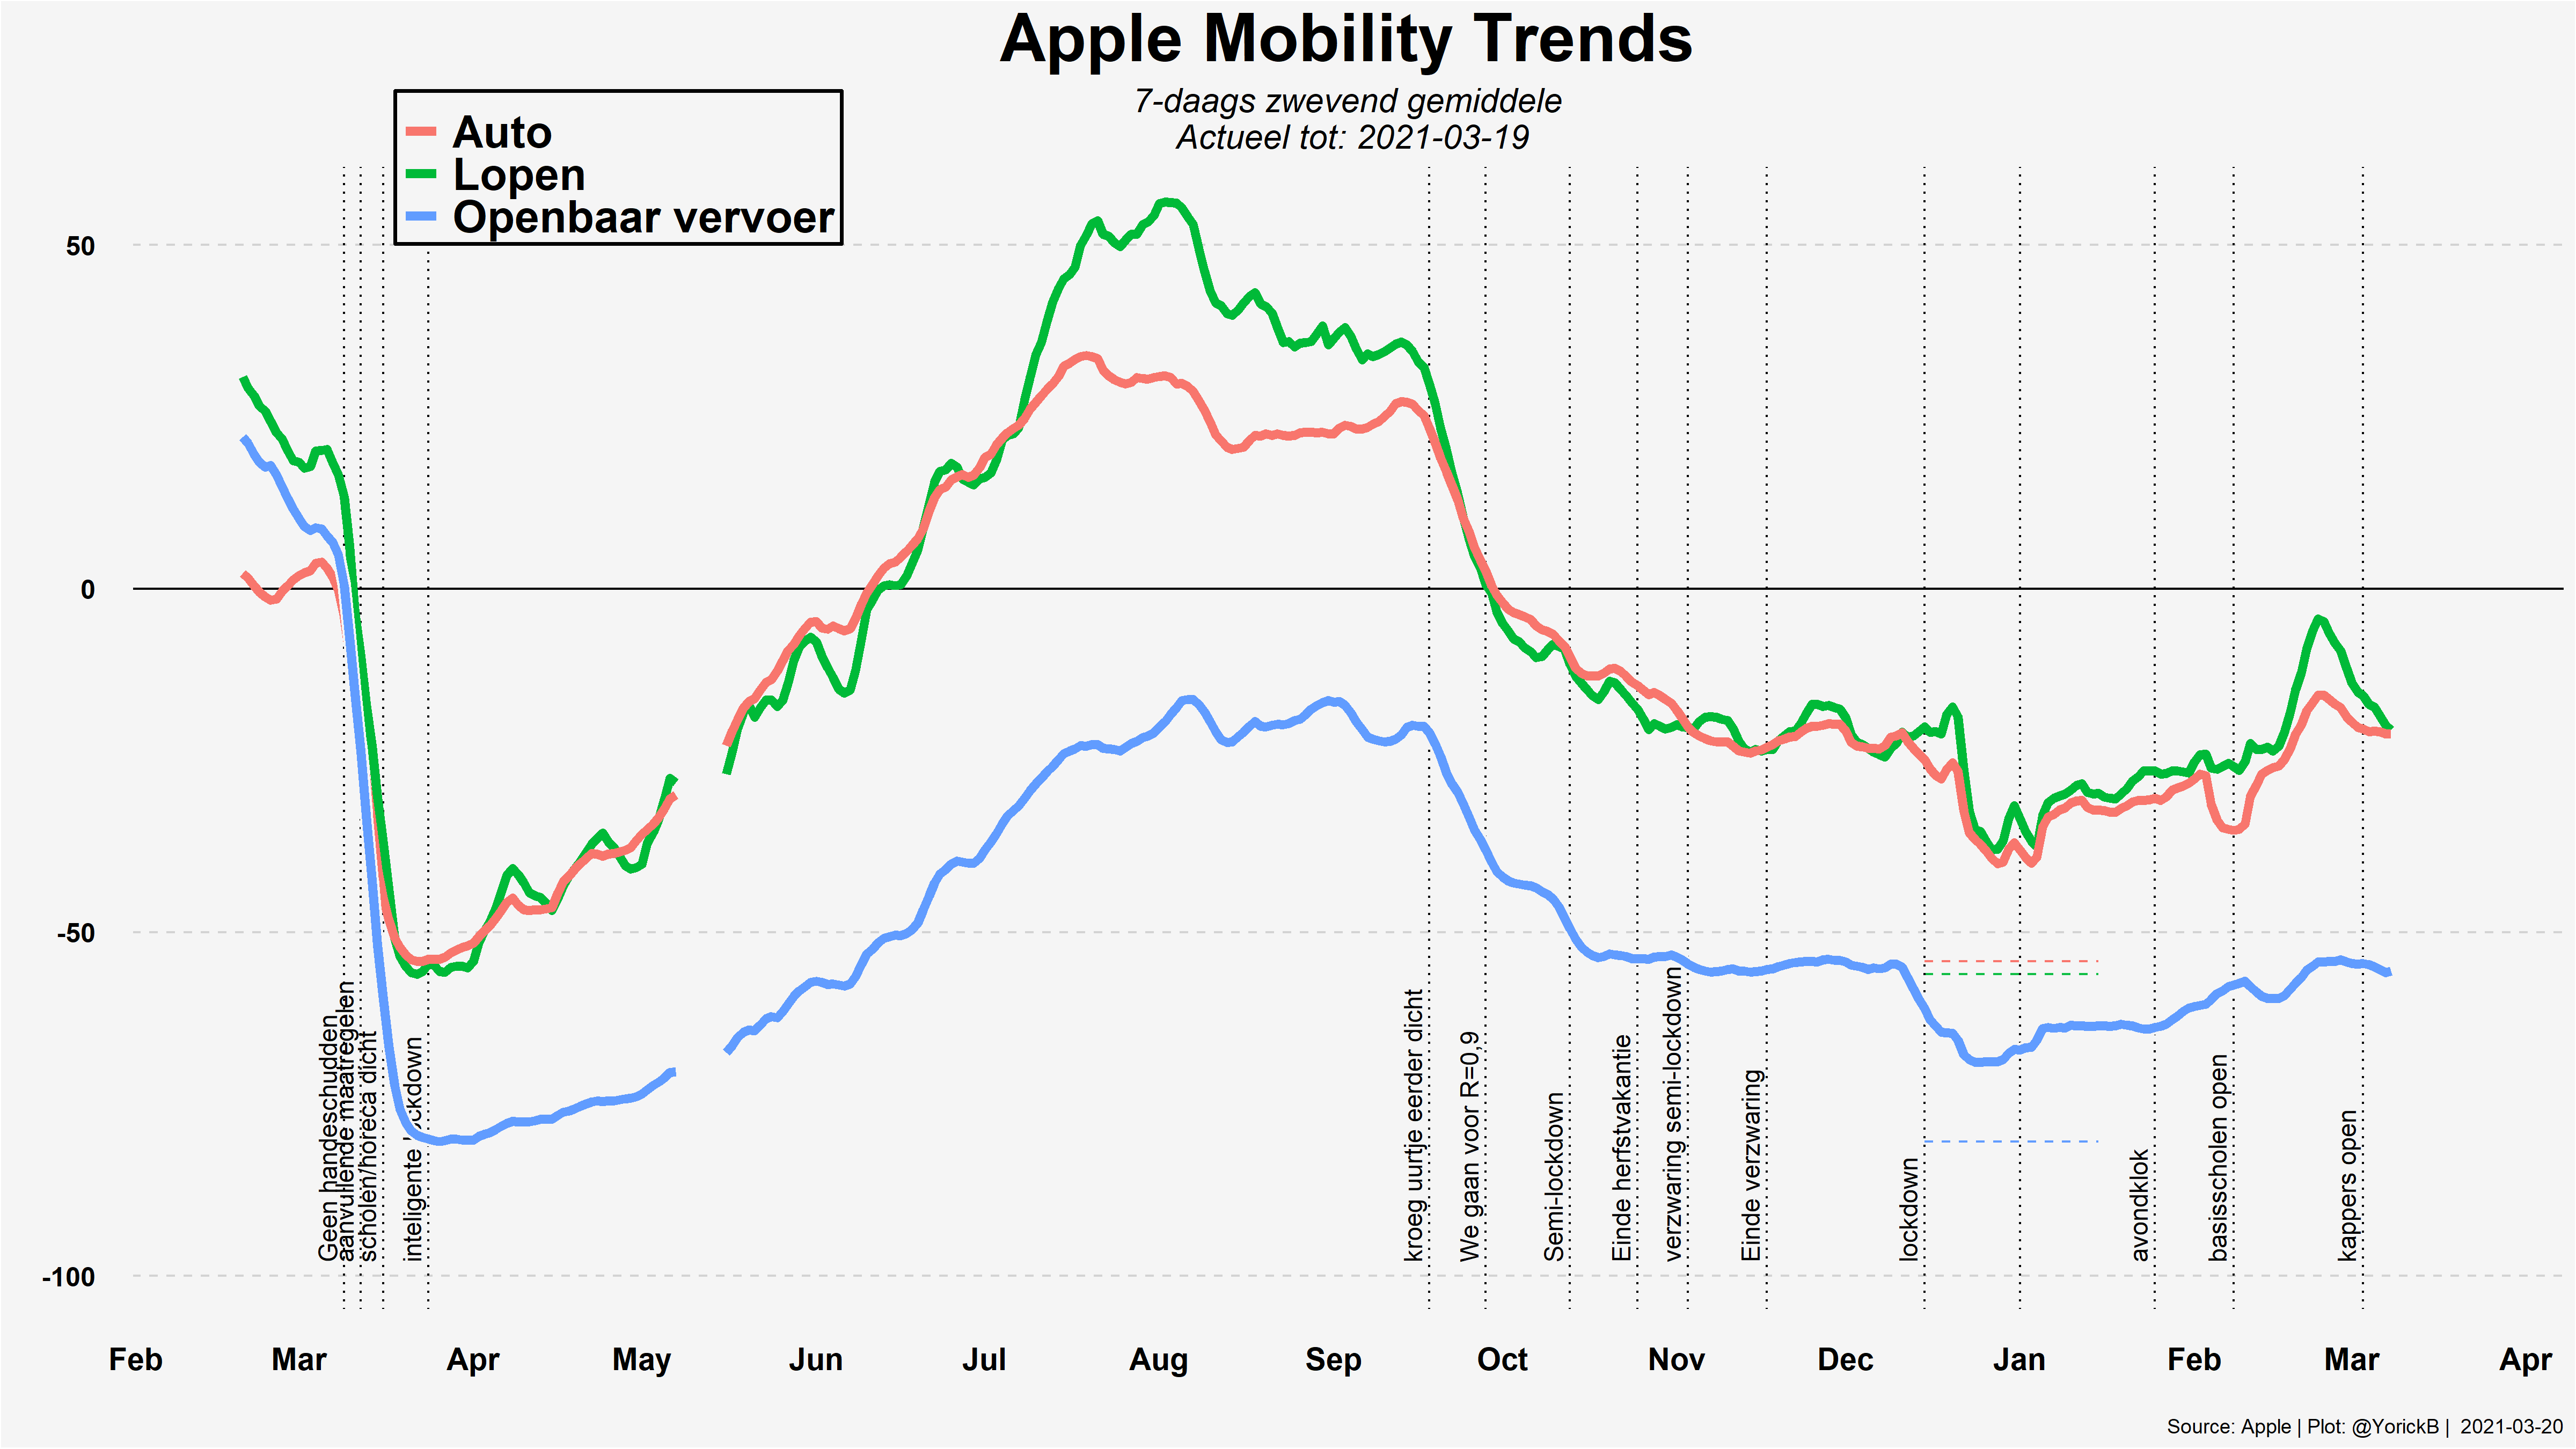 Apple Mobility Trends
7-daags zwevend gemiddele
Actueel tot: 2021-03-19
Auto
Lopen
Openbaar vervoer
50
0
-50
-100
Geen handeschudden
aanvullende maatregelen
scholen/horeca dicht
inteligente lockdown
kroeg uurtje eerder dicht
We gaan voor R=0,9
Semi-lockdown
Einde herfstvakantie
verzwaring semi-lockdown
Einde verzwaring
lockdown
avondklok
basisscholen open
kappers open
Feb Mar Apr May Jun Jul Aug Sep Oct Nov Dec Jan Feb Mar Apr
Source: Apple | Plot: @YorickB | 2021-03-20